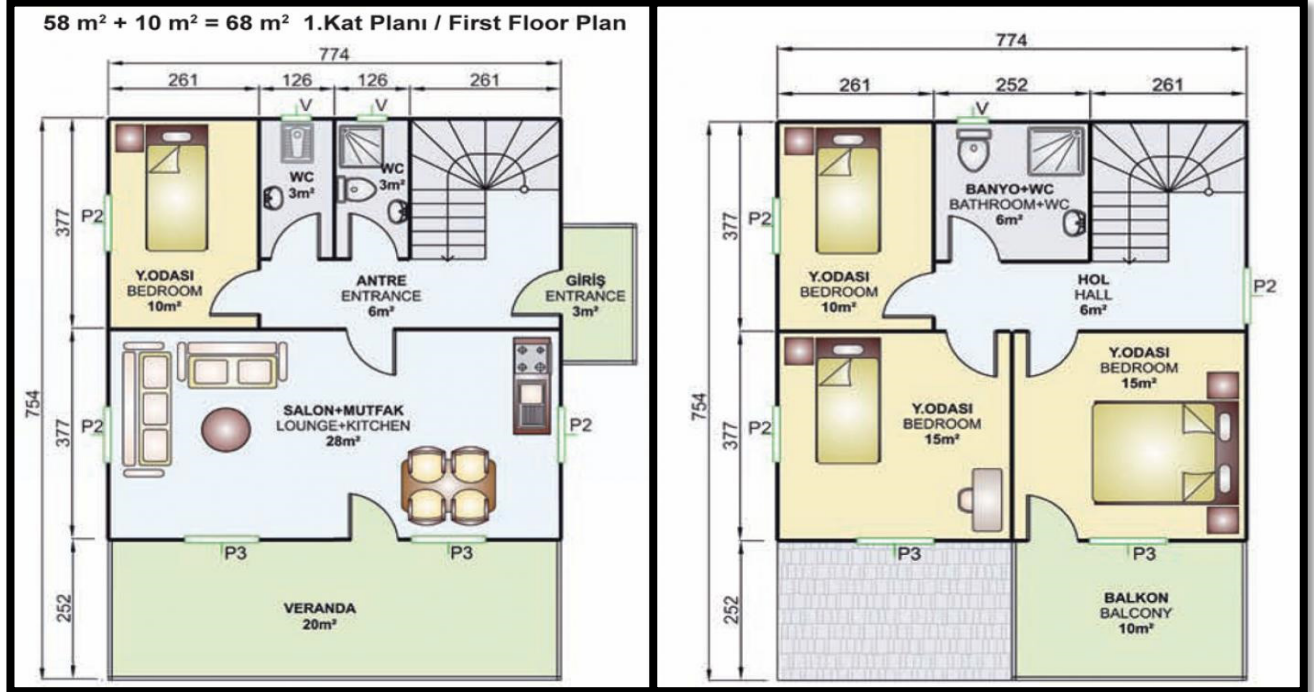 58 m² + 10 m² = 68 m² 1.Kat Planı / First Floor Plan
774
261 126 126 261
V V
WC
3m²
WC
3m²
P2
377
Y.ODASI
BEDROOM
10m²
ANTRE
ENTRANCE
6m²
GİRİŞ
ENTRANCE
3m²
754
377
P2
SALON+MUTFAK
LOUNGE+KITCHEN
28m²
P2
P3 P3
252
VERANDA
20m²
774
261 252 261
V
BANYO+WC
BATHROOM+WC
6m²
P2
377
Y.ODASI
BEDROOM
10m²
HOL
HALL
6m²
P2
754
377
P2
Y.ODASI
BEDROOM
15m²
Y.ODASI
BEDROOM
15m²
P3 P3
252
BALKON
BALCONY
10m²